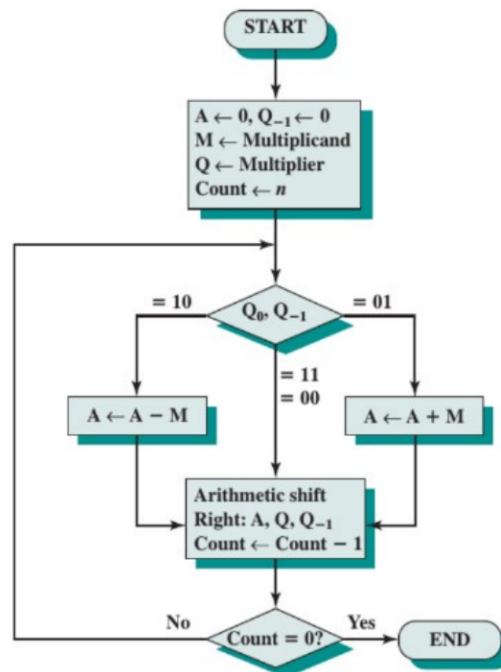 START
A ← 0, Q₋₁ ← 0
M ← Multiplicand
Q ← Multiplier
Count ← n
= 10
Q₀, Q₋₁
= 01
= 11
= 00
A ← A − M
A ← A + M
Arithmetic shift
Right: A, Q, Q₋₁
Count ← Count − 1
No
Count = 0?
Yes
END